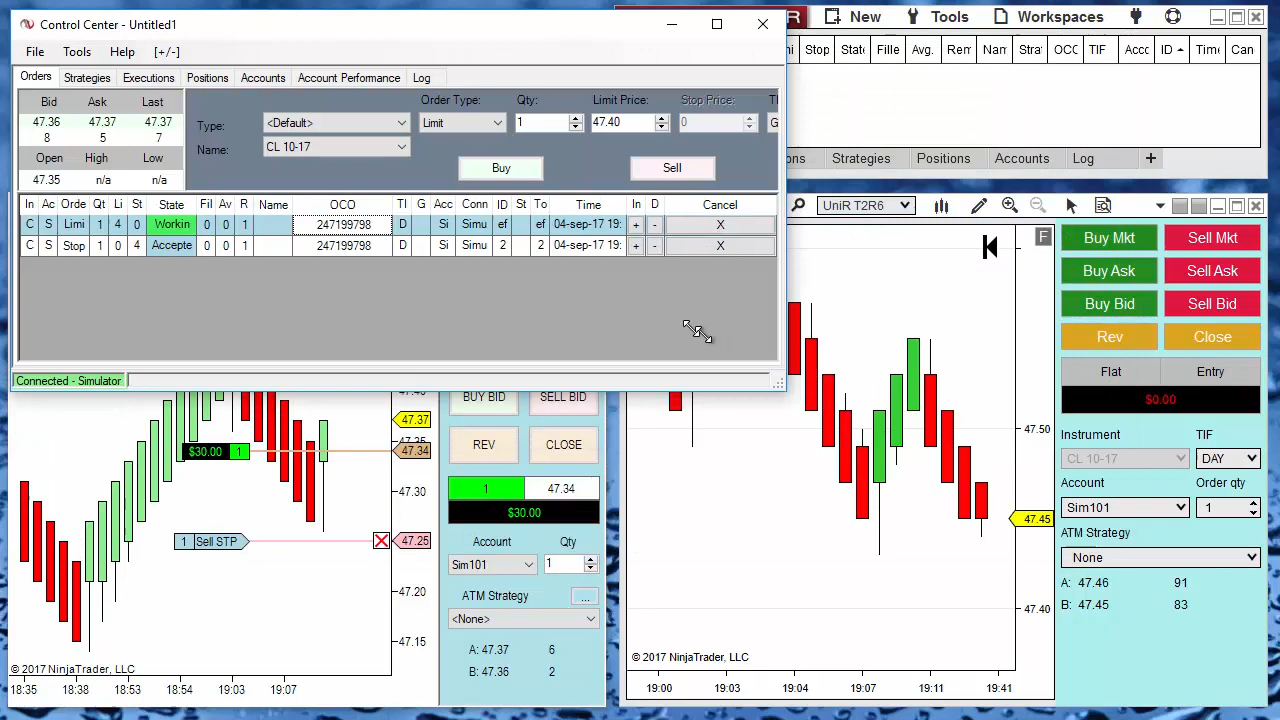 Control Center - Untitled1
File Tools Help [+/-]
Orders Strategies Executions Positions Accounts Account Performance Log
Bid Ask Last
47.36 47.37 47.37
8 5 7
Open High Low
47.35 n/a n/a
Type: <Default>
Name: CL 10-17
Order Type: Qty: Limit Price: Stop Price:
Limit 1 47.40 0 G
Buy Sell
In Ac Orde Q Li St State Fil Av R Name OCO TI G Acc Conn ID St To Time In D Cancel
C S Limi 1 4 0 Workin 0 0 1 247199798 D Si Simu ef ef 04-sep-17 19: + - X
C S Stop 1 0 4 Accepte 0 0 1 247199798 D Si Simu 2 2 04-sep-17 19: + - X
Connected - Simulator
R New Tools Workspaces
Stop State Fille Avg. Rem Nam Stra OCC TIF Acco ID Time Can
ons Strategies Positions Accounts Log +
UniR T2R6
F
Buy Mkt Sell Mkt
Buy Ask Sell Ask
Buy Bid Sell Bid
Rev Close
Flat Entry
$0.00
Instrument TIF
CL 10-17 DAY
Account Order qty
Sim101 1
ATM Strategy
None
A: 47.46 91
B: 47.45 83
47.50
47.45
47.40
© 2017 NinjaTrader, LLC
19:00 19:03 19:04 19:07 19:11 19:41
47.37
47.35
47.34
47.30
47.25
47.20
47.15
$30.00 1
1 Sell STP
© 2017 NinjaTrader, LLC
18:35 18:38 18:53 18:54 19:03 19:07
BUY BID SELL BID
REV CLOSE
1 47.34
$30.00
Account Qty
Sim101 1
ATM Strategy ...
<None>
A: 47.37 6
B: 47.36 2